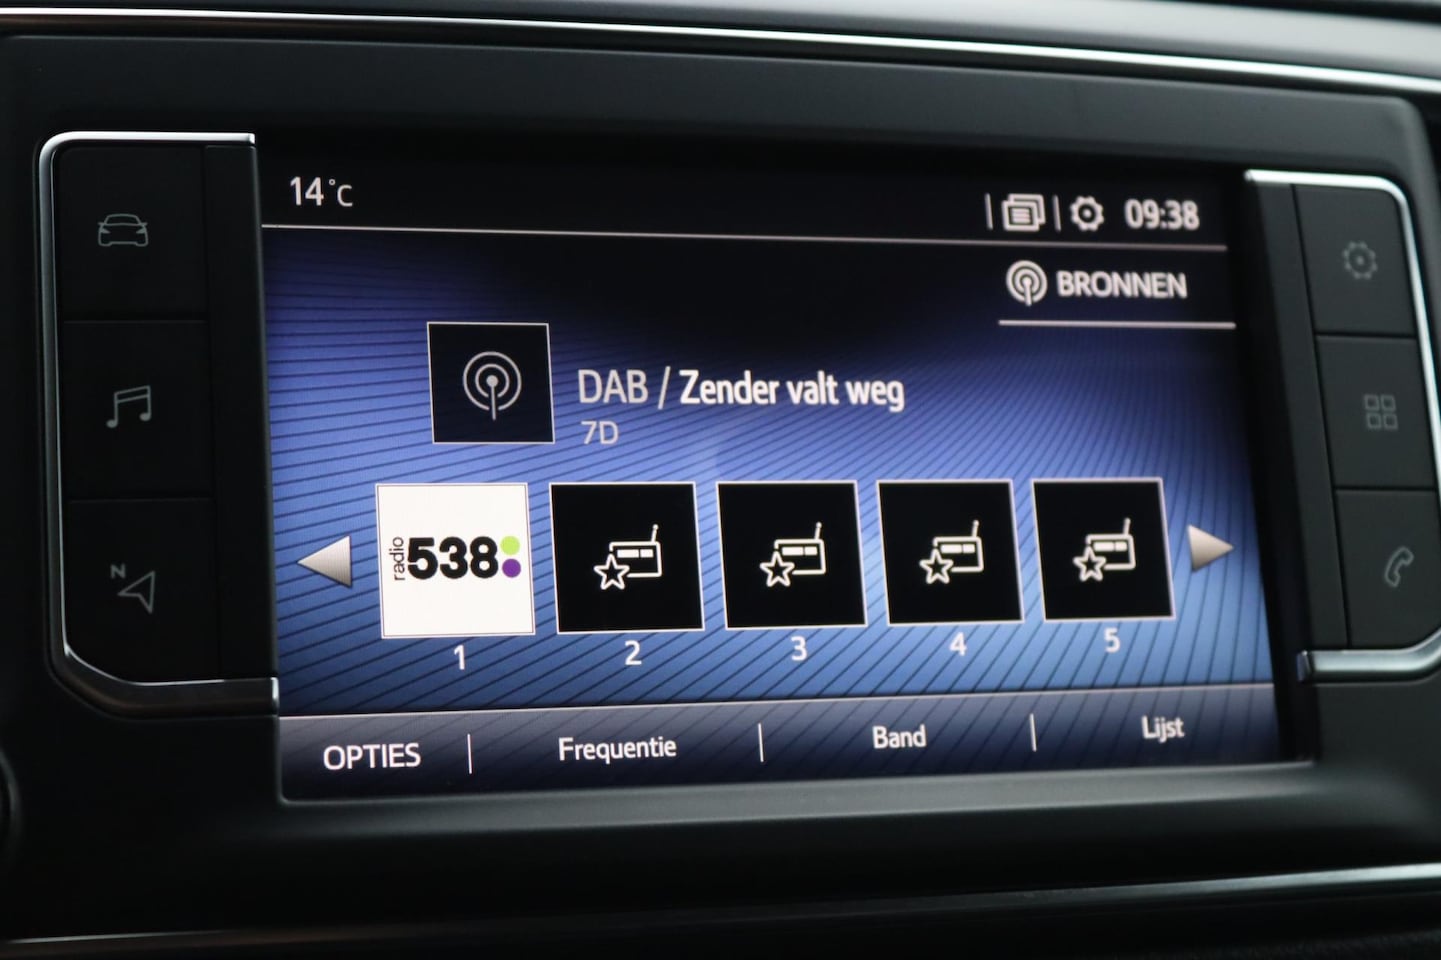 14°C
09:38
BRONNEN
DAB / Zender valt weg
7D
radio 538
1 2 3 4 5
OPTIES | Frequentie | Band | Lijst
N